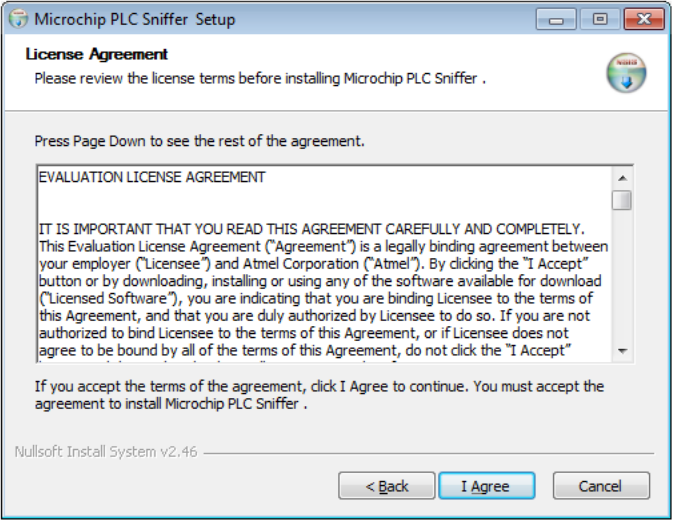 Microchip PLC Sniffer Setup
License Agreement
Please review the license terms before installing Microchip PLC Sniffer .
Press Page Down to see the rest of the agreement.
EVALUATION LICENSE AGREEMENT
IT IS IMPORTANT THAT YOU READ THIS AGREEMENT CAREFULLY AND COMPLETELY.
This Evaluation License Agreement (“Agreement”) is a legally binding agreement between
your employer (“Licensee”) and Atmel Corporation (“Atmel”). By clicking the “I Accept”
button or by downloading, installing or using any of the software available for download
(“Licensed Software”), you are indicating that you are binding Licensee to the terms of
this Agreement, and that you are duly authorized by Licensee to do so. If you are not
authorized to bind Licensee to the terms of this Agreement, or if Licensee does not
agree to be bound by all of the terms of this Agreement, do not click the “I Accept”
If you accept the terms of the agreement, click I Agree to continue. You must accept the
agreement to install Microchip PLC Sniffer .
Nullsoft Install System v2.46
< Back
I Agree
Cancel